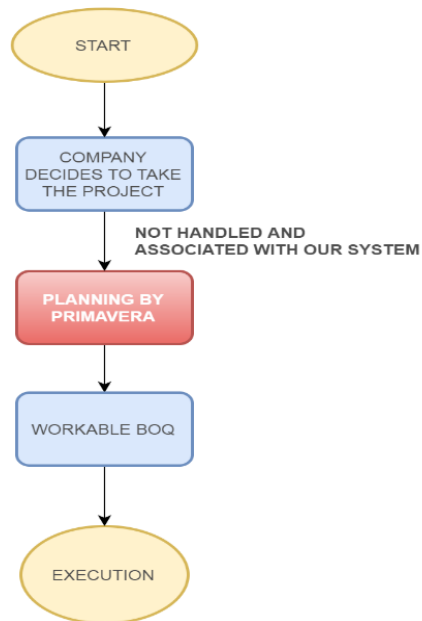 START
COMPANY
DECIDES TO TAKE
THE PROJECT
NOT HANDLED AND
ASSOCIATED WITH OUR SYSTEM
PLANNING BY
PRIMAVERA
WORKABLE BOQ
EXECUTION